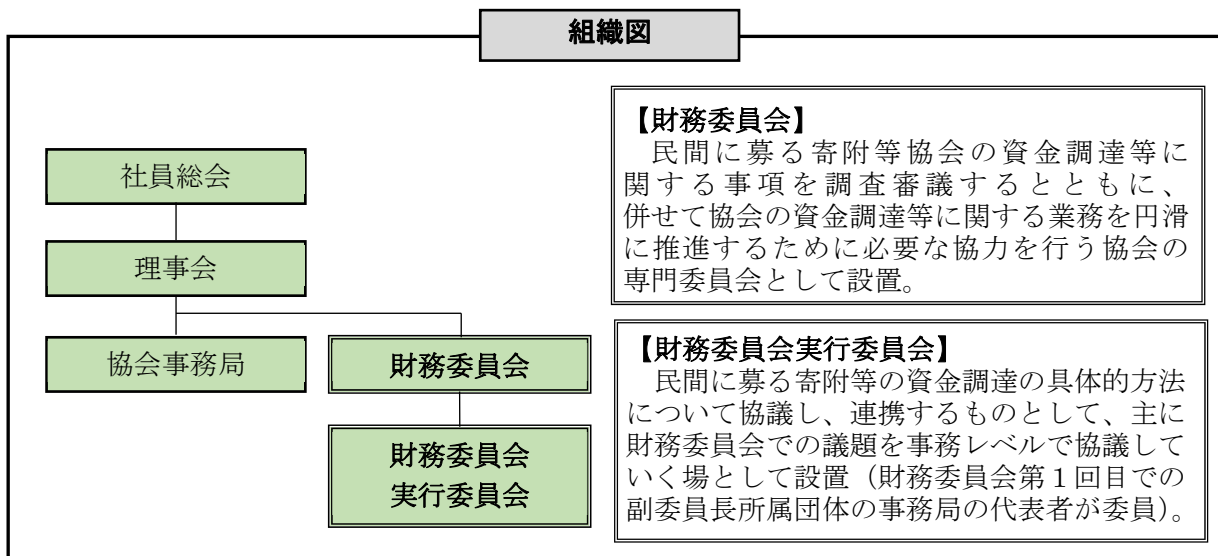 組織図
社員総会
理事会
協会事務局
財務委員会
財務委員会
実行委員会
【財務委員会】
民間に募る寄附等協会の資金調達等に
関する事項を調査審議するとともに、
併せて協会の資金調達等に関する業務を円滑
に推進するために必要な協力を行う協会の
専門委員会として設置。
【財務委員会実行委員会】
民間に募る寄附等の資金調達の具体的方法
について協議し、連携するものとして、主に
財務委員会での議題を事務レベルで協議して
いく場として設置（財務委員会第１回目での
副委員長所属団体の事務局の代表者が委員）。